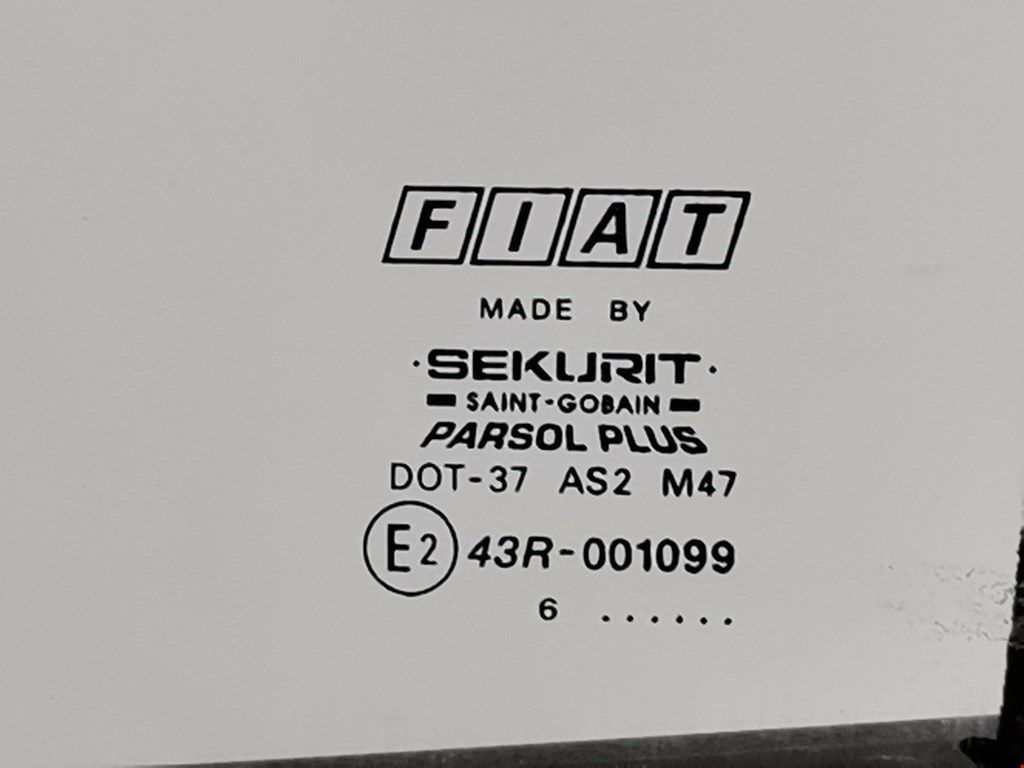 FIAT
MADE BY
·SEKURIT·
SAINT-GOBAIN
PARSOL PLUS
DOT-37 AS2 M47
E2 43R-001099
6 ......